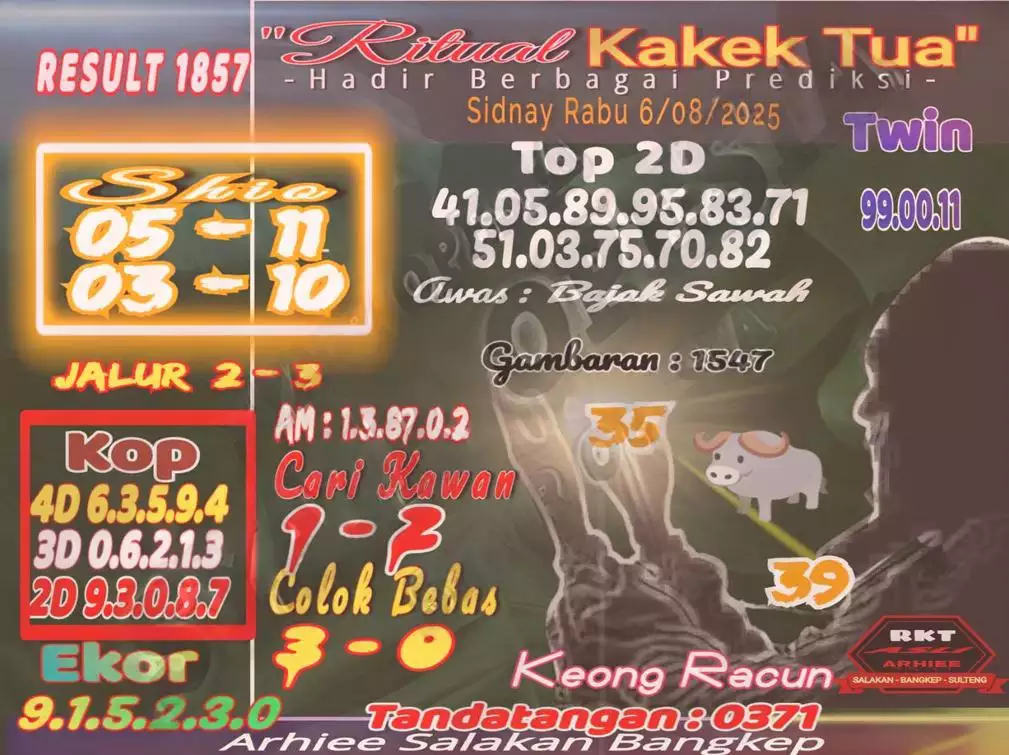 "Ritual Kakek Tua"
RESULT 1857
-Hadir Berbagai Prediksi-
Sidnay Rabu 6/08/2025
Twin
99.00.11
Top 2D
41.05.89.95.83.71
51.03.75.70.82
Awas : Bajak Sawah
Shio
05 - 11
03 - 10
JALUR 2 - 3
Gambaran : 1547
35
39
AM : 1.3.87.0.2
Cari Kawan
1 - 2
Colok Bebas
3 - 0
Kop
4D 6.3.5.9.4
3D 0.6.2.1.3
2D 9.3.0.8.7
Ekor
9.1.5.2.3.0
Keong Racun
Tandatangan : 0371
Arhiee Salakan Bangkep
RKT
ASLI
ARHIEE
SALAKAN - BANGKEP - SULTENG